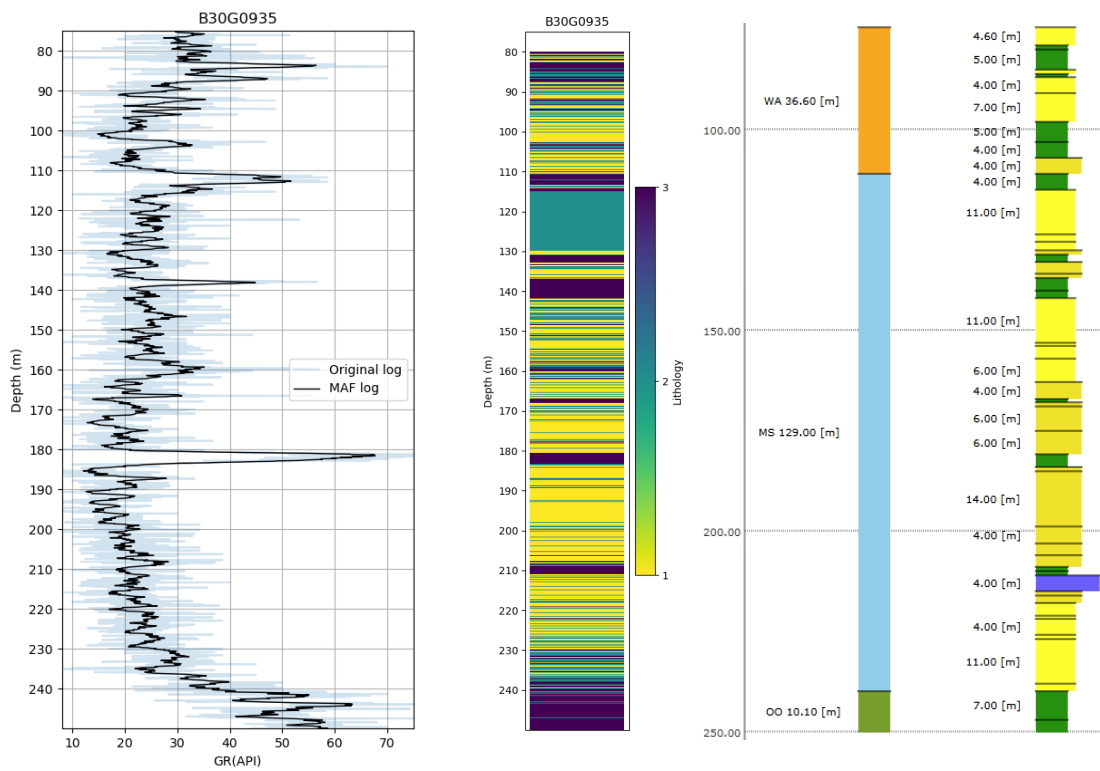 B30G0935
Depth (m)
80
90
100
110
120
130
140
150
160
170
180
190
200
210
220
230
240
Original log
MAF log
10 20 30 40 50 60 70
GR(API)
B30G0935
Depth (m)
80
90
100
110
120
130
140
150
160
170
180
190
200
210
220
230
240
3
2
1
Lithology
100.00
150.00
200.00
250.00
WA 36.60 [m]
MS 129.00 [m]
OO 10.10 [m]
4.60 [m]
5.00 [m]
4.00 [m]
7.00 [m]
5.00 [m]
4.00 [m]
4.00 [m]
4.00 [m]
11.00 [m]
11.00 [m]
6.00 [m]
4.00 [m]
6.00 [m]
6.00 [m]
14.00 [m]
4.00 [m]
4.00 [m]
4.00 [m]
11.00 [m]
7.00 [m]